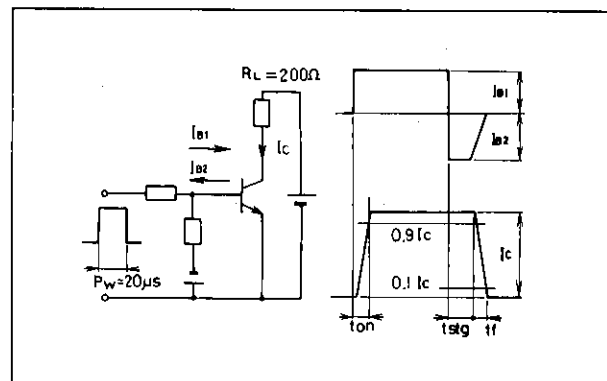 RL=200Ω
IB1
IB2
Ic
Pw≃20μs
IB1
IB2
0.9 Ic
Ic
0.1 Ic
ton
tstg
tf